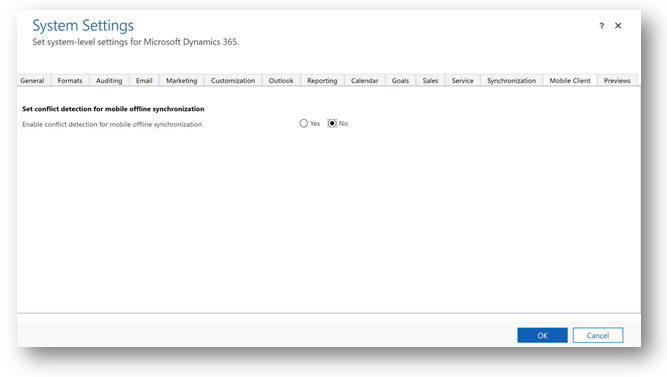 System Settings
? ✕
Set system-level settings for Microsoft Dynamics 365.
General Formats Auditing Email Marketing Customization Outlook Reporting Calendar Goals Sales Service Synchronization Mobile Client Previews
Set conflict detection for mobile offline synchronization
Enable conflict detection for mobile offline synchronization Yes No
OK Cancel